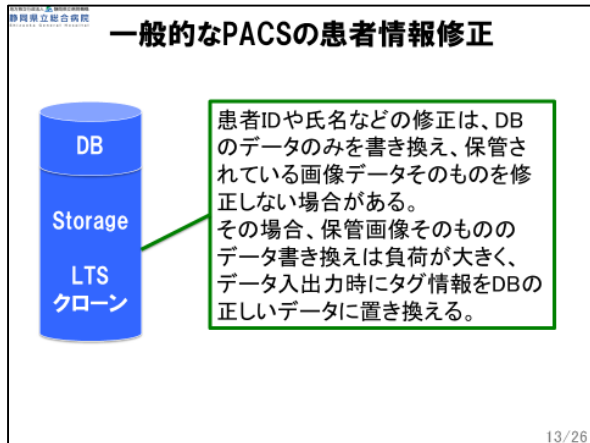 静岡県立総合病院
Shizuoka General Hospital
一般的なPACSの患者情報修正
DB
Storage
LTS
クローン
患者IDや氏名などの修正は、DB
のデータのみを書き換え、保管さ
れている画像データそのものを修
正しない場合がある。
その場合、保管画像そのものの
データ書き換えは負荷が大きく、
データ入出力時にタグ情報をDBの
正しいデータに置き換える。
13/26